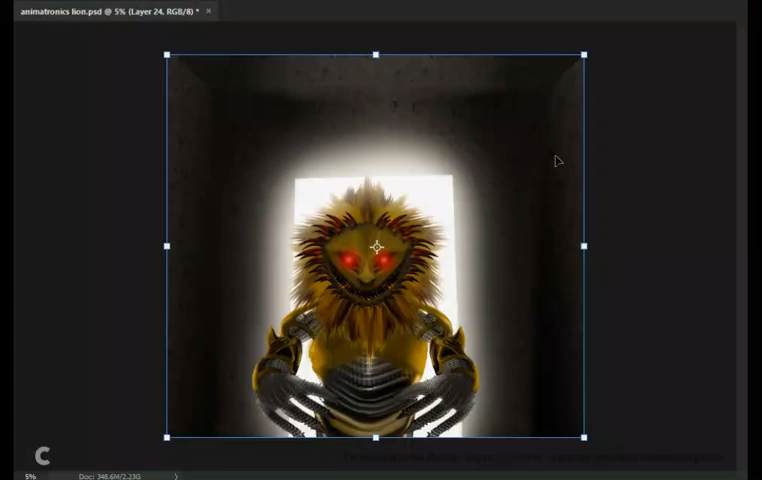 animatronics lion.psd @ 5% (Layer 24, RGB/8) * ×
C
5% Doc: 348.6M/2.23G >